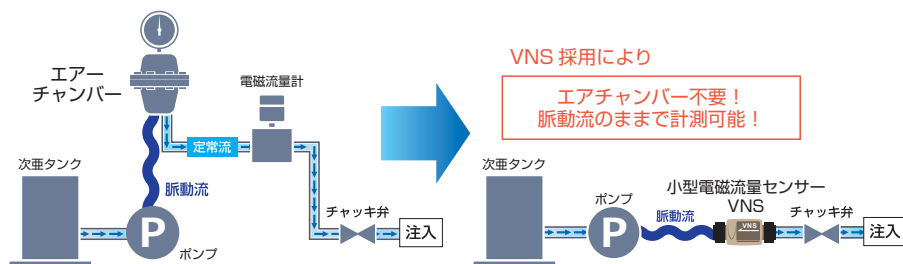 エアー
チャンバー
電磁流量計
定常流
次亜タンク
脈動流
P
ポンプ
チャッキ弁
注入
VNS 採用により
エアチャンバー不要！
脈動流のままで計測可能！
次亜タンク
ポンプ
P
脈動流
小型電磁流量センサー
VNS
VNS
チャッキ弁
注入